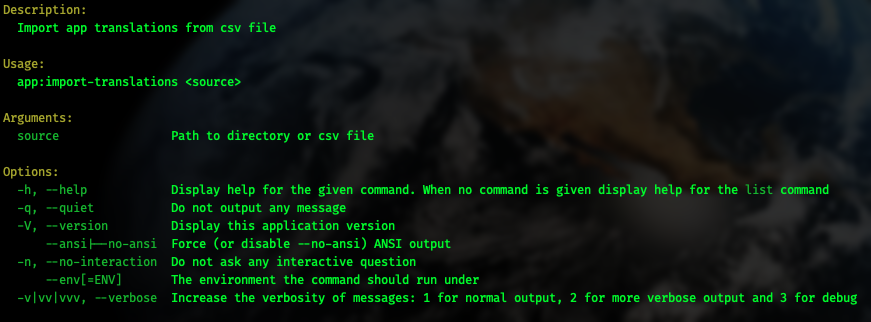 Description:
  Import app translations from csv file

Usage:
  app:import-translations <source>

Arguments:
  source                Path to directory or csv file

Options:
  -h, --help            Display help for the given command. When no command is given display help for the list command
  -q, --quiet           Do not output any message
  -V, --version         Display this application version
      --ansi|--no-ansi  Force (or disable --no-ansi) ANSI output
  -n, --no-interaction  Do not ask any interactive question
      --env[=ENV]       The environment the command should run under
  -v|vv|vvv, --verbose  Increase the verbosity of messages: 1 for normal output, 2 for more verbose output and 3 for debug